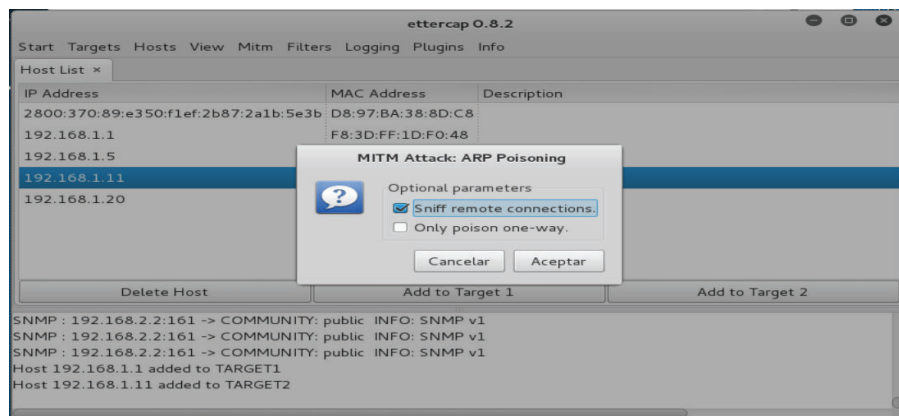 ettercap 0.8.2
Start Targets Hosts View Mitm Filters Logging Plugins Info
Host List ×
IP Address MAC Address Description
2800:370:89:e350:f1ef:2b87:2a1b:5e3b D8:97:BA:38:8D:C8
192.168.1.1 F8:3D:FF:1D:F0:48
192.168.1.5
192.168.1.11
192.168.1.20
MITM Attack: ARP Poisoning
Optional parameters
Sniff remote connections.
Only poison one-way.
Cancelar Aceptar
Delete Host Add to Target 1 Add to Target 2
SNMP : 192.168.2.2:161 -> COMMUNITY: public INFO: SNMP v1
SNMP : 192.168.2.2:161 -> COMMUNITY: public INFO: SNMP v1
SNMP : 192.168.2.2:161 -> COMMUNITY: public INFO: SNMP v1
Host 192.168.1.1 added to TARGET1
Host 192.168.1.11 added to TARGET2